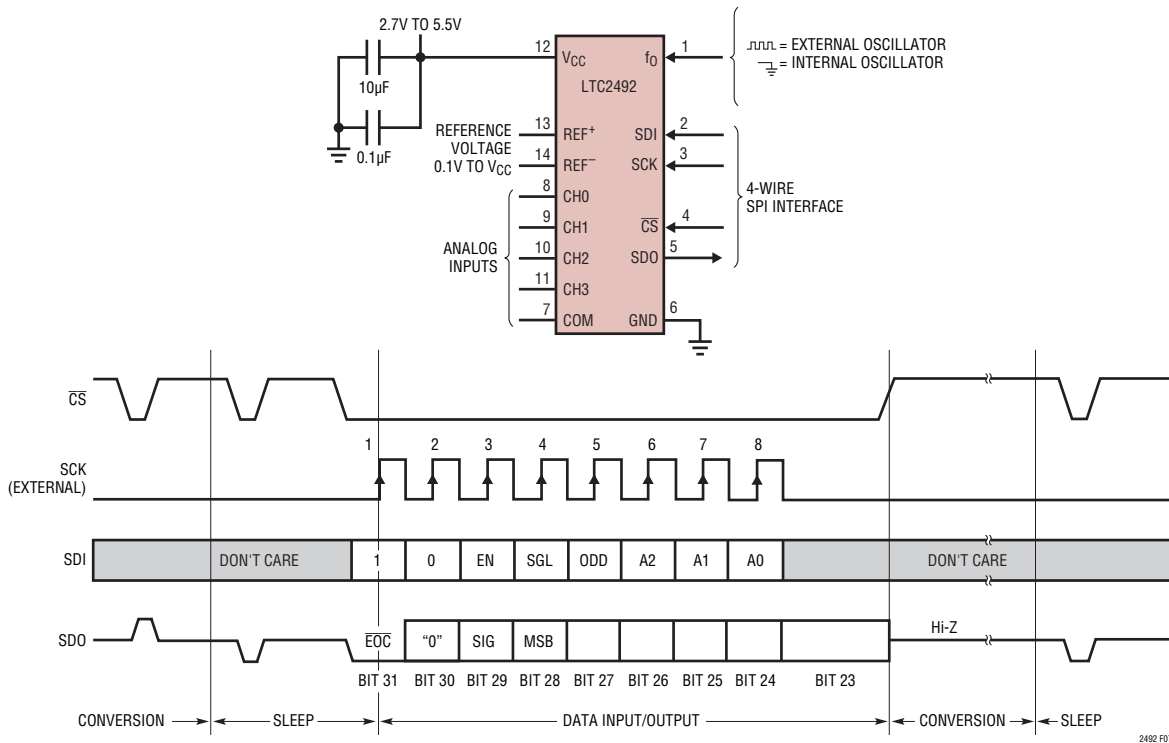 2.7V TO 5.5V
10µF
0.1µF
REFERENCE
VOLTAGE
0.1V TO VCC
ANALOG
INPUTS
12
13
14
8
9
10
11
7
VCC
fO
LTC2492
REF+
SDI
REF–
SCK
CH0
CH1
CS
CH2
SDO
CH3
COM
GND
1
2
3
4
5
6
= EXTERNAL OSCILLATOR
= INTERNAL OSCILLATOR
4-WIRE
SPI INTERFACE
CS
1 2 3 4 5 6 7 8
SCK
(EXTERNAL)
SDI
DON'T CARE 1 0 EN SGL ODD A2 A1 A0 DON'T CARE
SDO
EOC "0" SIG MSB Hi-Z
BIT 31 BIT 30 BIT 29 BIT 28 BIT 27 BIT 26 BIT 25 BIT 24 BIT 23
CONVERSION SLEEP DATA INPUT/OUTPUT CONVERSION SLEEP
2492 F07